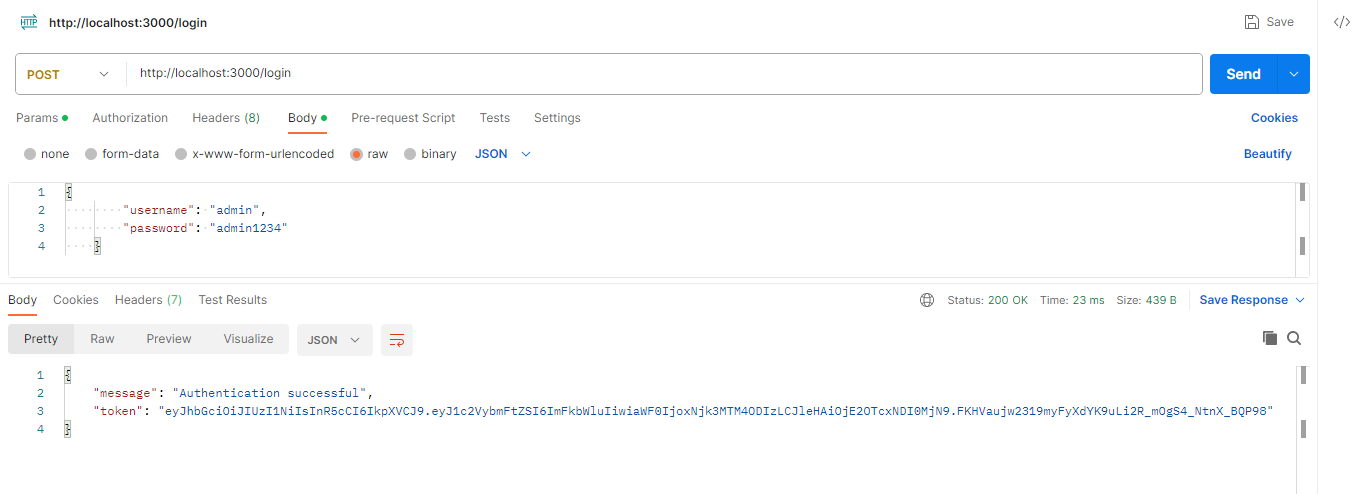 HTTP http://localhost:3000/login Save </>
POST http://localhost:3000/login Send
Params Authorization Headers (8) Body Pre-request Script Tests Settings Cookies
none form-data x-www-form-urlencoded raw binary JSON Beautify
1 {
2 "username": "admin",
3 "password": "admin1234"
4 }
Body Cookies Headers (7) Test Results Status: 200 OK Time: 23 ms Size: 439 B Save Response
Pretty Raw Preview Visualize JSON
1 {
2 "message": "Authentication successful",
3 "token": "eyJhbGciOiJIUzI1NiIsInR5cCI6IkpXVCJ9.eyJ1c2VybmFtZSI6ImFkbWluIiwiaWF0IjoxNjk3MTM4ODIzLCJleHAiOjE2OTcxNDI0MjN9.FKHVaujw2319myFyXdYK9uLi2R_mOgS4_NtnX_BQP98"
4 }